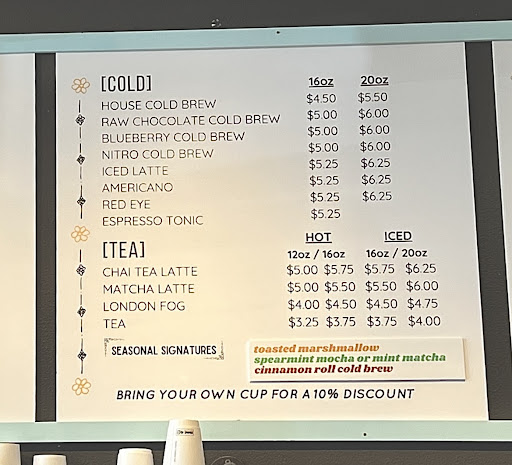 [COLD] 16oz 20oz
HOUSE COLD BREW $4.50 $5.50
RAW CHOCOLATE COLD BREW $5.00 $6.00
BLUEBERRY COLD BREW $5.00 $6.00
NITRO COLD BREW $5.00 $6.00
ICED LATTE $5.25 $6.25
AMERICANO $5.25 $6.25
RED EYE $5.25 $6.25
ESPRESSO TONIC $5.25
[TEA] HOT ICED
12oz / 16oz 16oz / 20oz
CHAI TEA LATTE $5.00 $5.75 $5.75 $6.25
MATCHA LATTE $5.00 $5.50 $5.50 $6.00
LONDON FOG $4.00 $4.50 $4.50 $4.75
TEA $3.25 $3.75 $3.75 $4.00
SEASONAL SIGNATURES
toasted marshmallow
spearmint mocha or mint matcha
cinnamon roll cold brew
BRING YOUR OWN CUP FOR A 10% DISCOUNT